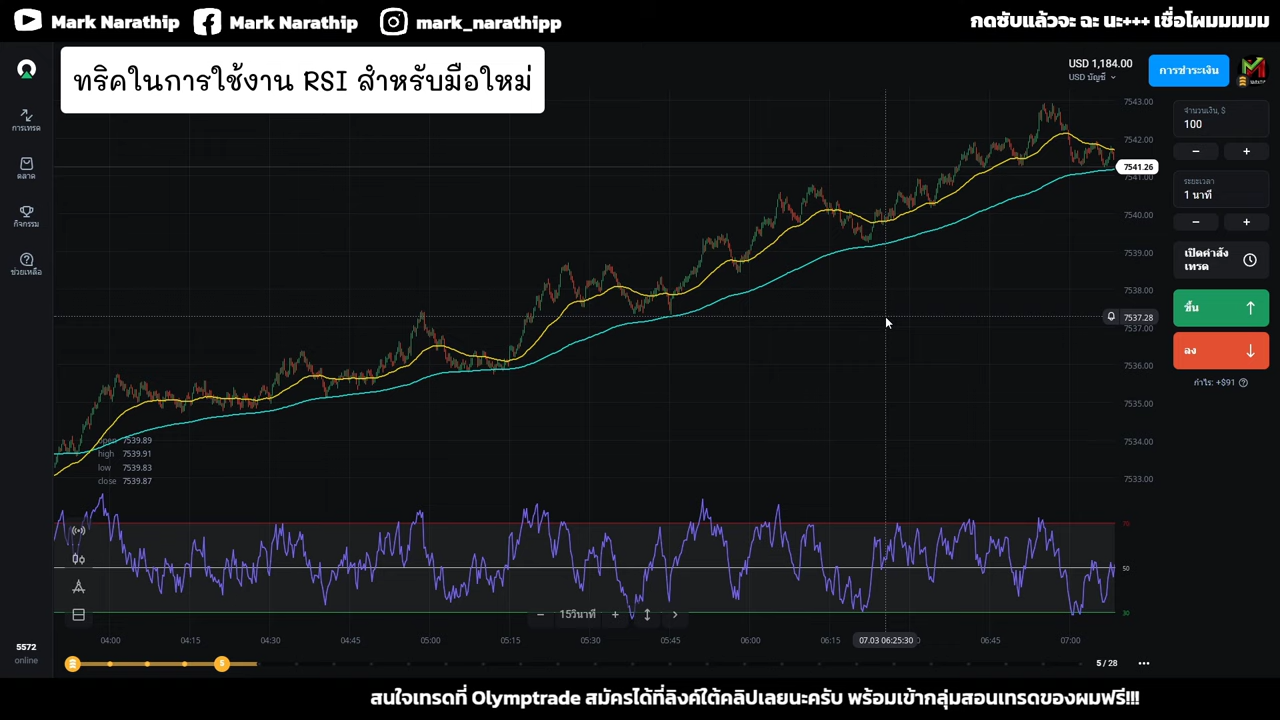 Mark Narathip Mark Narathip mark_narathipp
กดซับแล้วจะ ฉะ นะ+++ เชื่อโผมมมมม
ทริคในการใช้งาน RSI สำหรับมือใหม่
USD 1,184.00
USD บัญชี
การชำระเงิน
การเทรด
ตลาด
กิจกรรม
ช่วยเหลือ
5572
online
7543.00
7542.00
7541.26
7541.00
7540.00
7539.00
7538.00
7537.28
7537.00
7536.00
7535.00
7534.00
7533.00
จำนวนเงิน, $
100
− +
ระยะเวลา
1 นาที
− +
เปิดคำสั่ง
เทรด
ขึ้น
ลง
กำไร: +$91
open 7539.89
high 7539.91
low 7539.83
close 7539.87
70
50
30
− 15วินาที +
04:00 04:15 04:30 04:45 05:00 05:15 05:30 05:45 06:00 06:15 07.03 06:25:30 06:45 07:00
5
5 / 28
สนใจเทรดที่ Olymptrade สมัครได้ที่ลิงค์ใต้คลิปเลยนะครับ พร้อมเข้ากลุ่มสอนเทรดของผมฟรี!!!